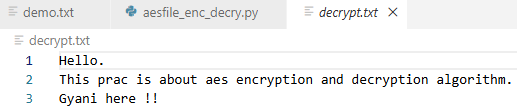 demo.txt aesfile_enc_decry.py decrypt.txt
decrypt.txt
1 Hello.
2 This prac is about aes encryption and decryption algorithm.
3 Gyani here !!